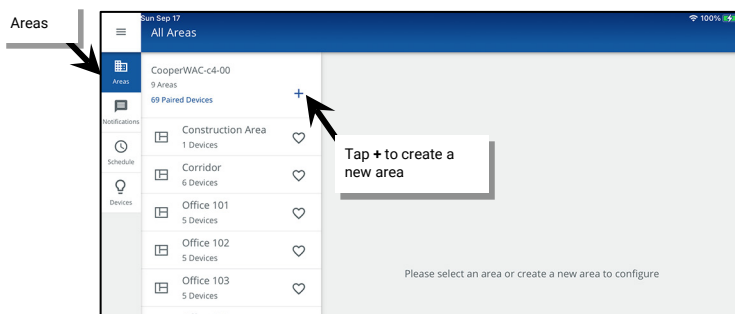 Areas
Sun Sep 17
100%
All Areas
Areas
CooperWAC-c4-00
9 Areas
69 Paired Devices
+
Notifications
Construction Area
1 Devices
Schedule
Corridor
6 Devices
Devices
Office 101
5 Devices
Office 102
5 Devices
Office 103
5 Devices
Tap + to create a
new area
Please select an area or create a new area to configure